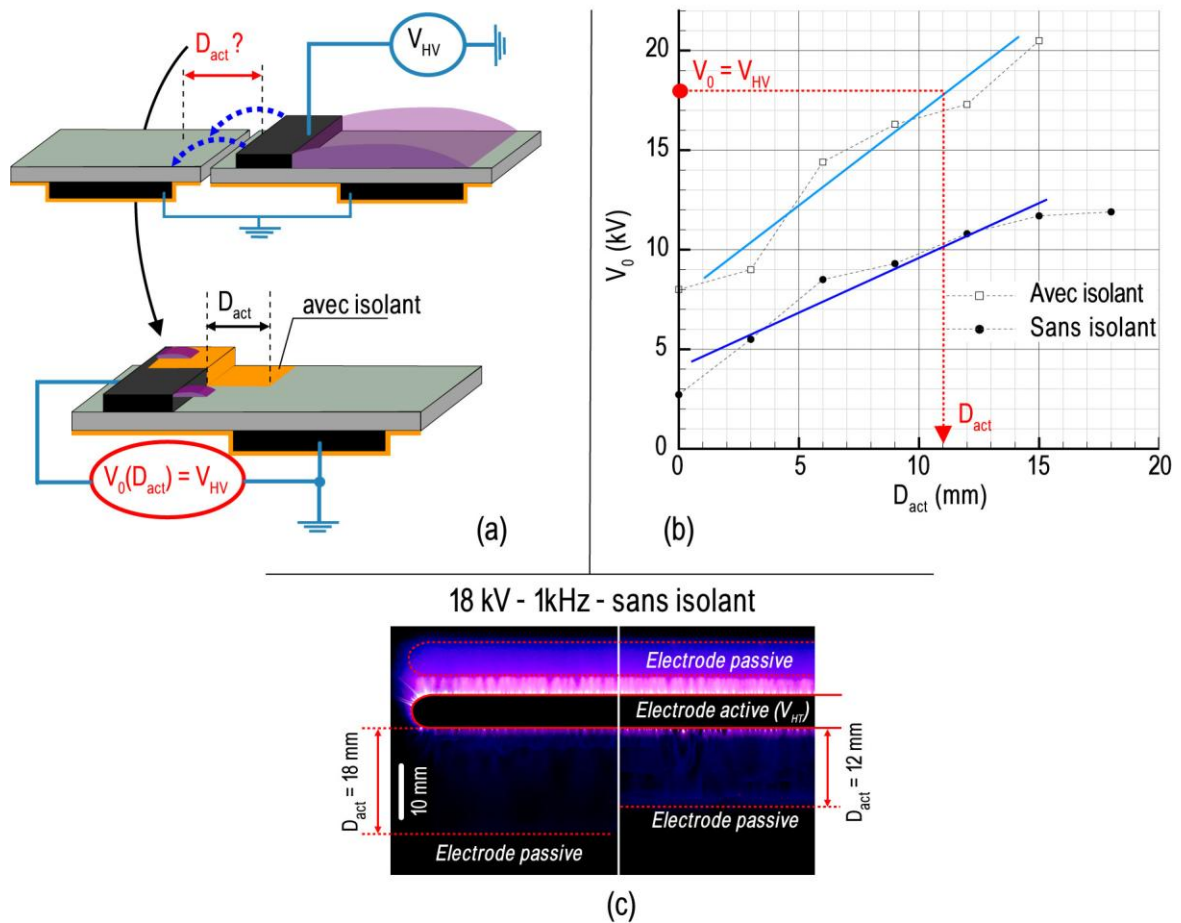 D_act ?
V_HV
D_act
avec isolant
V_0(D_act) = V_HV
(a)
20
15
10
5
0
V_0 (kV)
V_0 = V_HV
Avec isolant
Sans isolant
D_act
0
5
10
15
20
D_act (mm)
(b)
18 kV - 1kHz - sans isolant
Electrode passive
Electrode active (V_HT)
D_act = 18 mm
10 mm
D_act = 12 mm
Electrode passive
Electrode passive
(c)